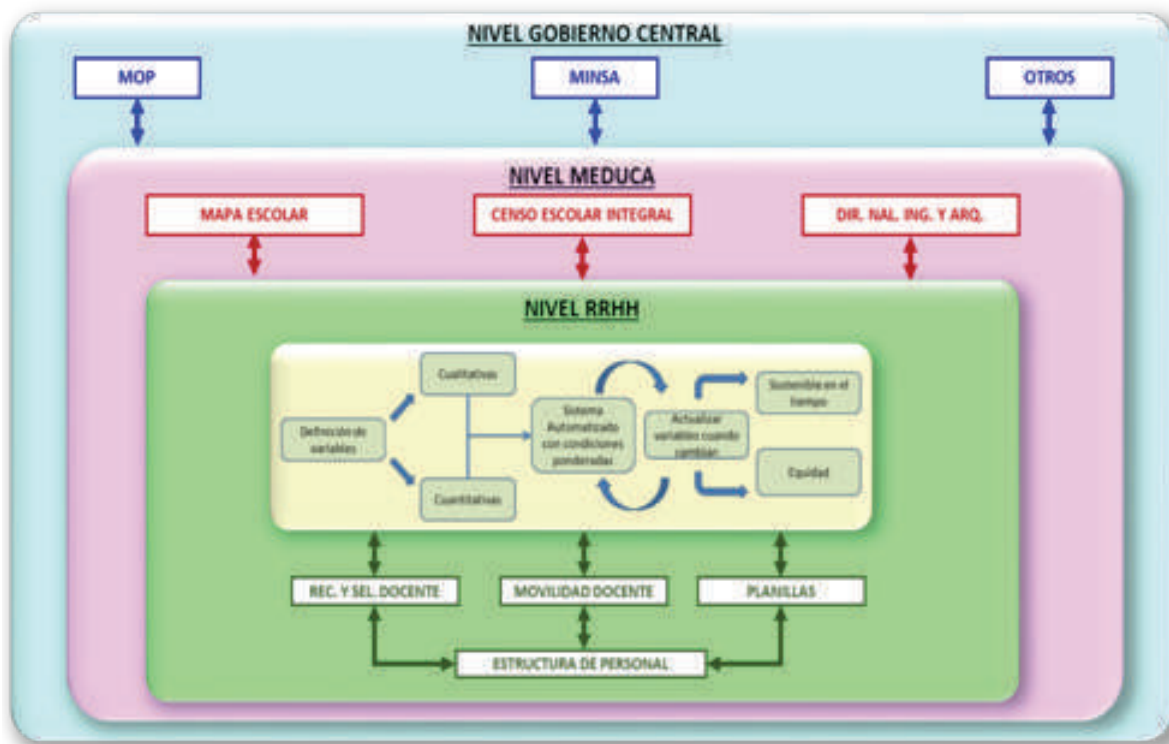 NIVEL GOBIERNO CENTRAL
MOP
MINSA
OTROS
NIVEL MEDUCA
MAPA ESCOLAR
CENSO ESCOLAR INTEGRAL
DIR. NAL. ING. Y ARQ.
NIVEL RRHH
Definición de
variables
Cualitativas
Cuantitativas
Sistema
Automatizado
con condiciones
ponderadas
Actualizar
variables cuando
cambian
Sostenible en el
tiempo
Equidad
REC. Y SEL. DOCENTE
MOVILIDAD DOCENTE
PLANILLAS
ESTRUCTURA DE PERSONAL